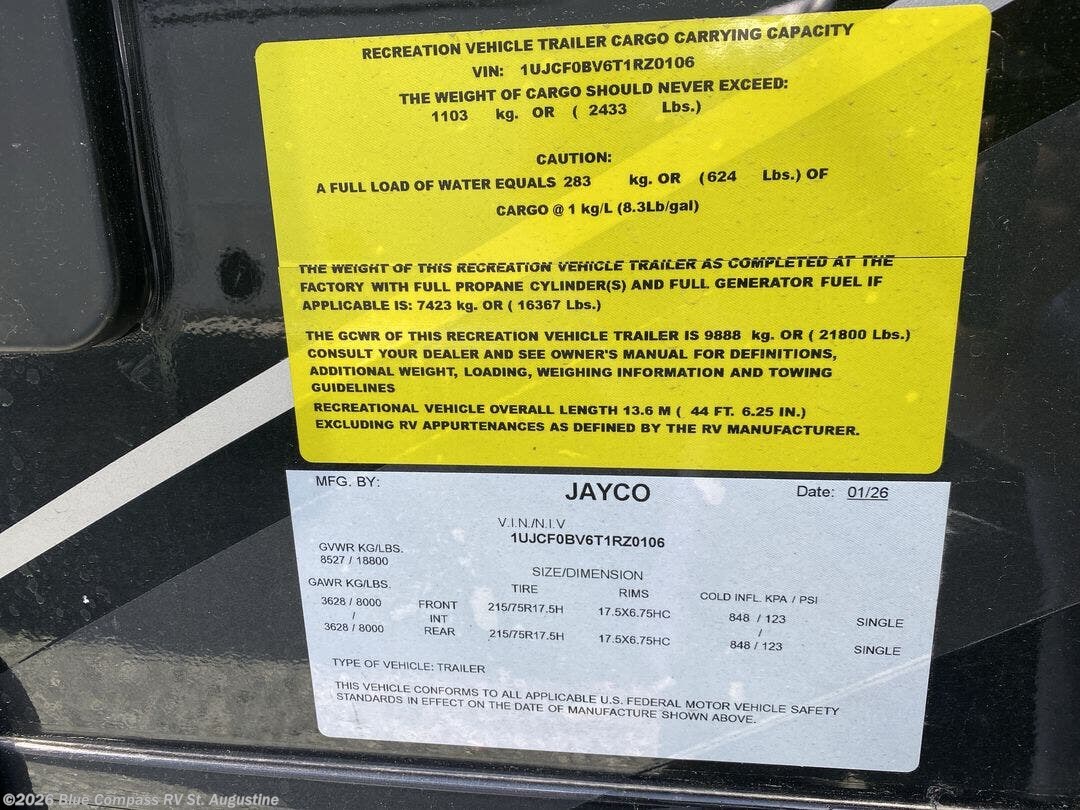 RECREATION VEHICLE TRAILER CARGO CARRYING CAPACITY
VIN: 1UJCF0BV6T1RZ0106
THE WEIGHT OF CARGO SHOULD NEVER EXCEED:
1103 kg. OR ( 2433 Lbs.)
CAUTION:
A FULL LOAD OF WATER EQUALS 283 kg. OR (624 Lbs.) OF
CARGO @ 1 kg/L (8.3Lb/gal)
THE WEIGHT OF THIS RECREATION VEHICLE TRAILER AS COMPLETED AT THE
FACTORY WITH FULL PROPANE CYLINDER(S) AND FULL GENERATOR FUEL IF
APPLICABLE IS: 7423 kg. OR ( 16367 Lbs.)
THE GCWR OF THIS RECREATION VEHICLE TRAILER IS 9888 kg. OR ( 21800 Lbs.)
CONSULT YOUR DEALER AND SEE OWNER'S MANUAL FOR DEFINITIONS,
ADDITIONAL WEIGHT, LOADING, WEIGHING INFORMATION AND TOWING
GUIDELINES
RECREATIONAL VEHICLE OVERALL LENGTH 13.6 M ( 44 FT. 6.25 IN.)
EXCLUDING RV APPURTENANCES AS DEFINED BY THE RV MANUFACTURER.
MFG. BY: JAYCO Date: 01/26
V.I.N./N.I.V
1UJCF0BV6T1RZ0106
GVWR KG/LBS.
8527 / 18800
SIZE/DIMENSION
GAWR KG/LBS. TIRE RIMS COLD INFL. KPA / PSI
3628 / 8000 FRONT 215/75R17.5H 17.5X6.75HC 848 / 123 SINGLE
/ INT /
3628 / 8000 REAR 215/75R17.5H 17.5X6.75HC 848 / 123 SINGLE
TYPE OF VEHICLE: TRAILER
THIS VEHICLE CONFORMS TO ALL APPLICABLE U.S. FEDERAL MOTOR VEHICLE SAFETY
STANDARDS IN EFFECT ON THE DATE OF MANUFACTURE SHOWN ABOVE.
©2026 Blue Compass RV St. Augustine